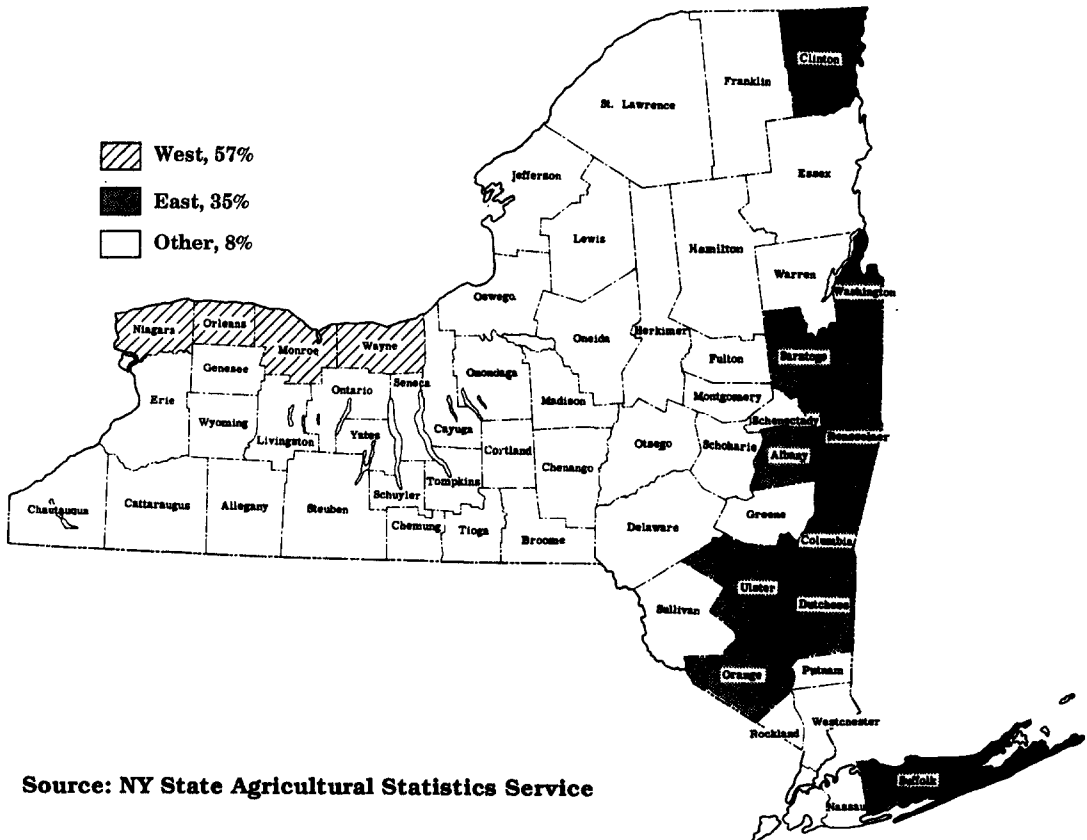 Clinton
Franklin
St. Lawrence
West, 57%
East, 35%
Other, 8%
Jefferson
Essex
Lewis
Hamilton
Warren
Washington
Oswego
Niagara
Orleans
Monroe
Wayne
Oneida
Herkimer
Fulton
Saratoga
Genesee
Onondaga
Ontario
Seneca
Madison
Montgomery
Erie
Wyoming
Livingston
Yates
Cayuga
Schenectady
Rensselaer
Otsego
Schoharie
Albany
Cortland
Chenango
Chautauqua
Cattaraugus
Allegany
Steuben
Schuyler
Tompkins
Greene
Chemung
Tioga
Broome
Delaware
Columbia
Ulster
Dutchess
Sullivan
Orange
Putnam
Rockland
Westchester
Suffolk
Nassau
Source: NY State Agricultural Statistics Service